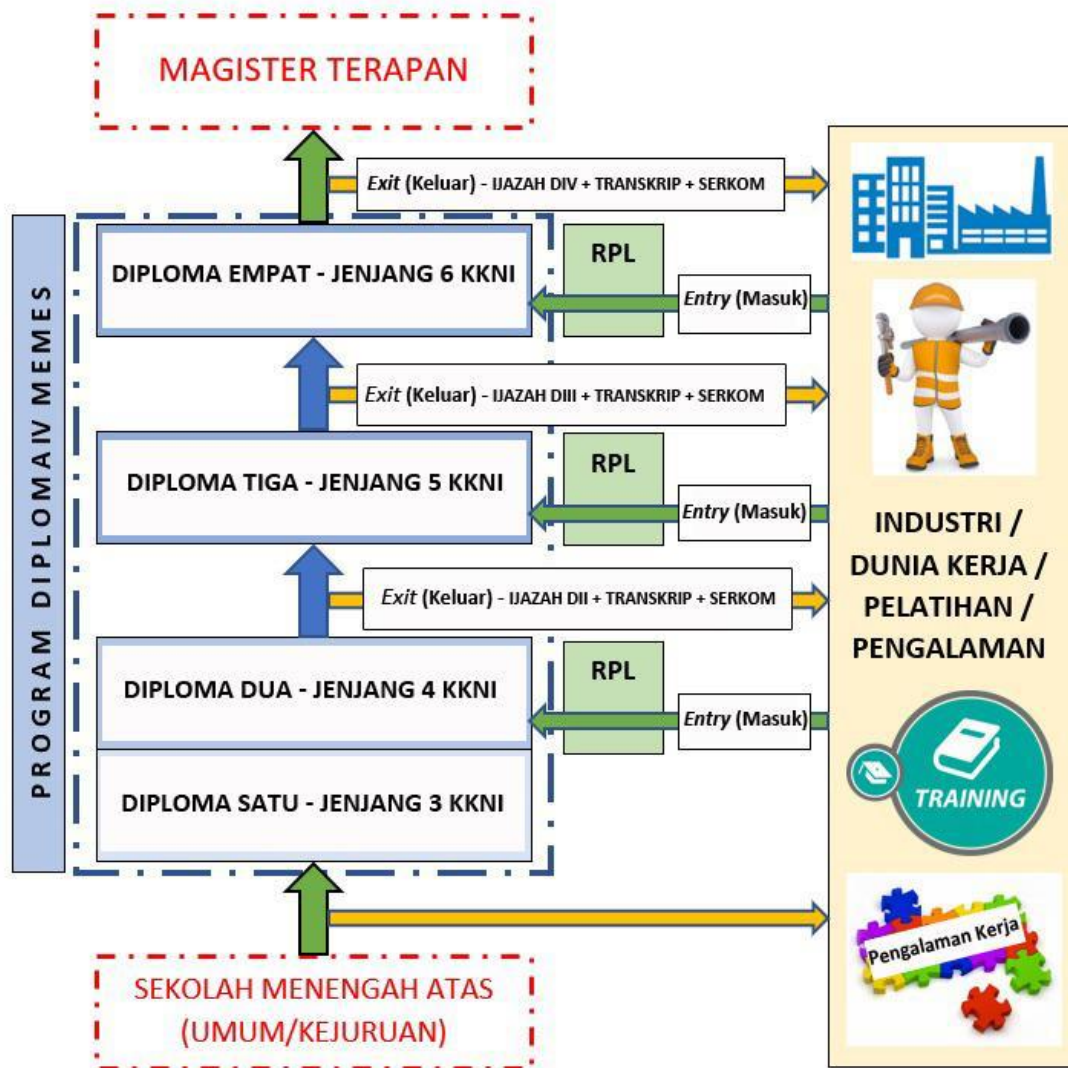 MAGISTER TERAPAN
Exit (Keluar) - IJAZAH DIV + TRANSKRIP + SERKOM
PROGRAM DIPLOMAIV MEMES
DIPLOMA EMPAT - JENJANG 6 KKNI
RPL
Entry (Masuk)
Exit (Keluar) - IJAZAH DIII + TRANSKRIP + SERKOM
DIPLOMA TIGA - JENJANG 5 KKNI
RPL
Entry (Masuk)
Exit (Keluar) - IJAZAH DII + TRANSKRIP + SERKOM
DIPLOMA DUA - JENJANG 4 KKNI
RPL
Entry (Masuk)
DIPLOMA SATU - JENJANG 3 KKNI
SEKOLAH MENENGAH ATAS
(UMUM/KEJURUAN)
INDUSTRI /
DUNIA KERJA /
PELATIHAN /
PENGALAMAN
TRAINING
Pengalaman Kerja